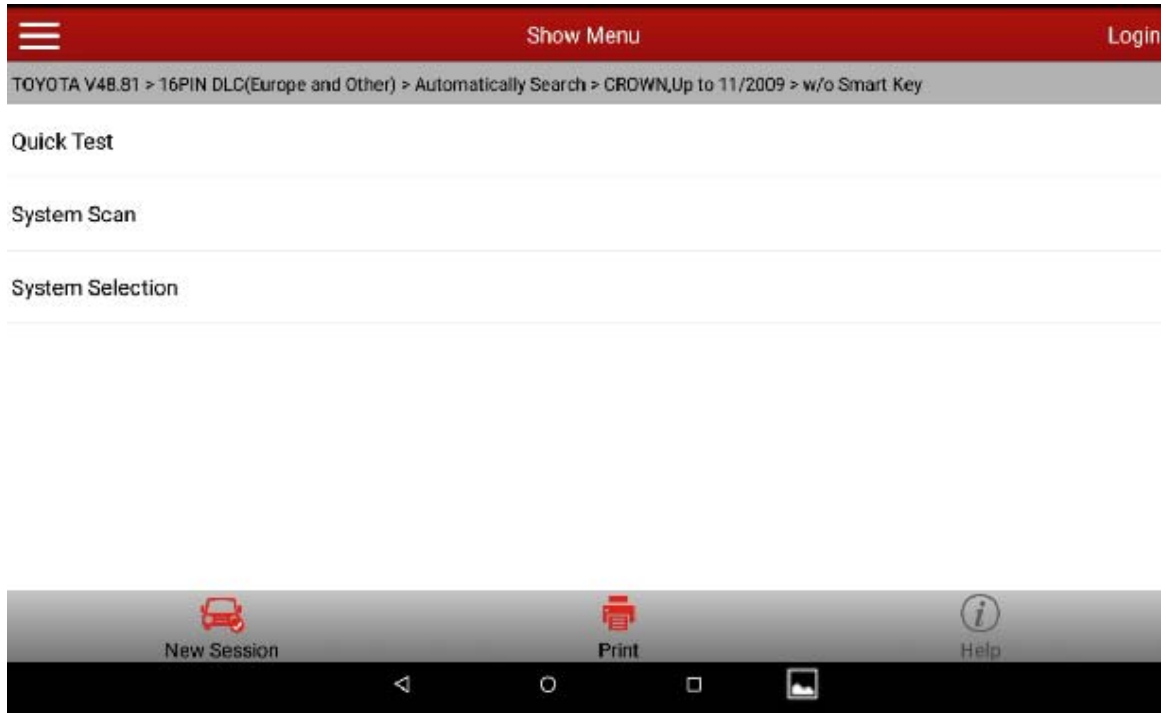 Show Menu
Login
TOYOTA V48.81 > 16PIN DLC(Europe and Other) > Automatically Search > CROWN,Up to 11/2009 > w/o Smart Key
Quick Test
System Scan
System Selection
New Session
Print
Help